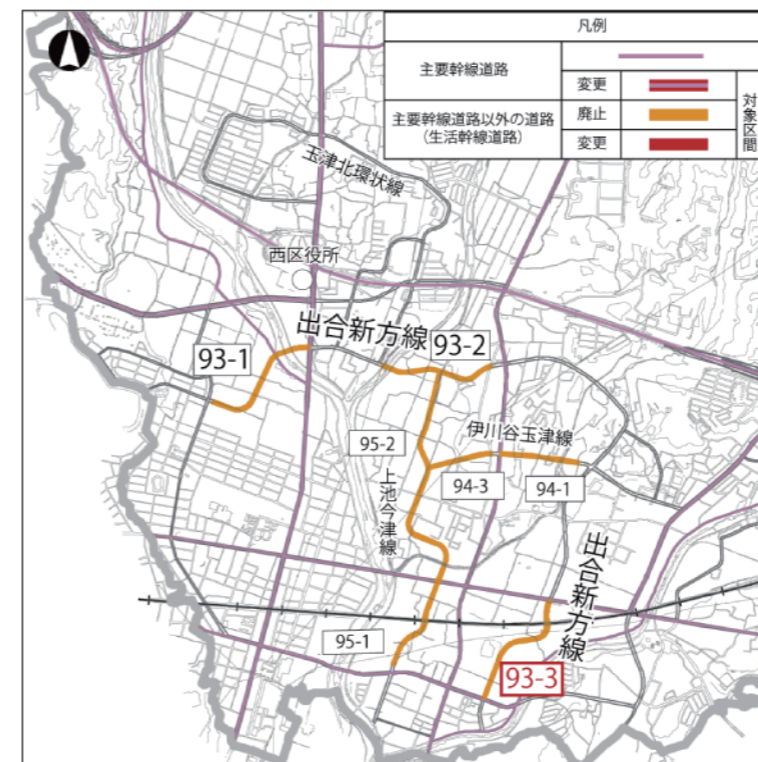 凡例
主要幹線道路
変更
主要幹線道路以外の道路
(生活幹線道路)
廃止
変更
対象区間
玉津北環状線
西区役所
出合新方線
93-1
93-2
95-2
伊川谷玉津線
94-3
94-1
上池今津線
出合新方線
95-1
93-3